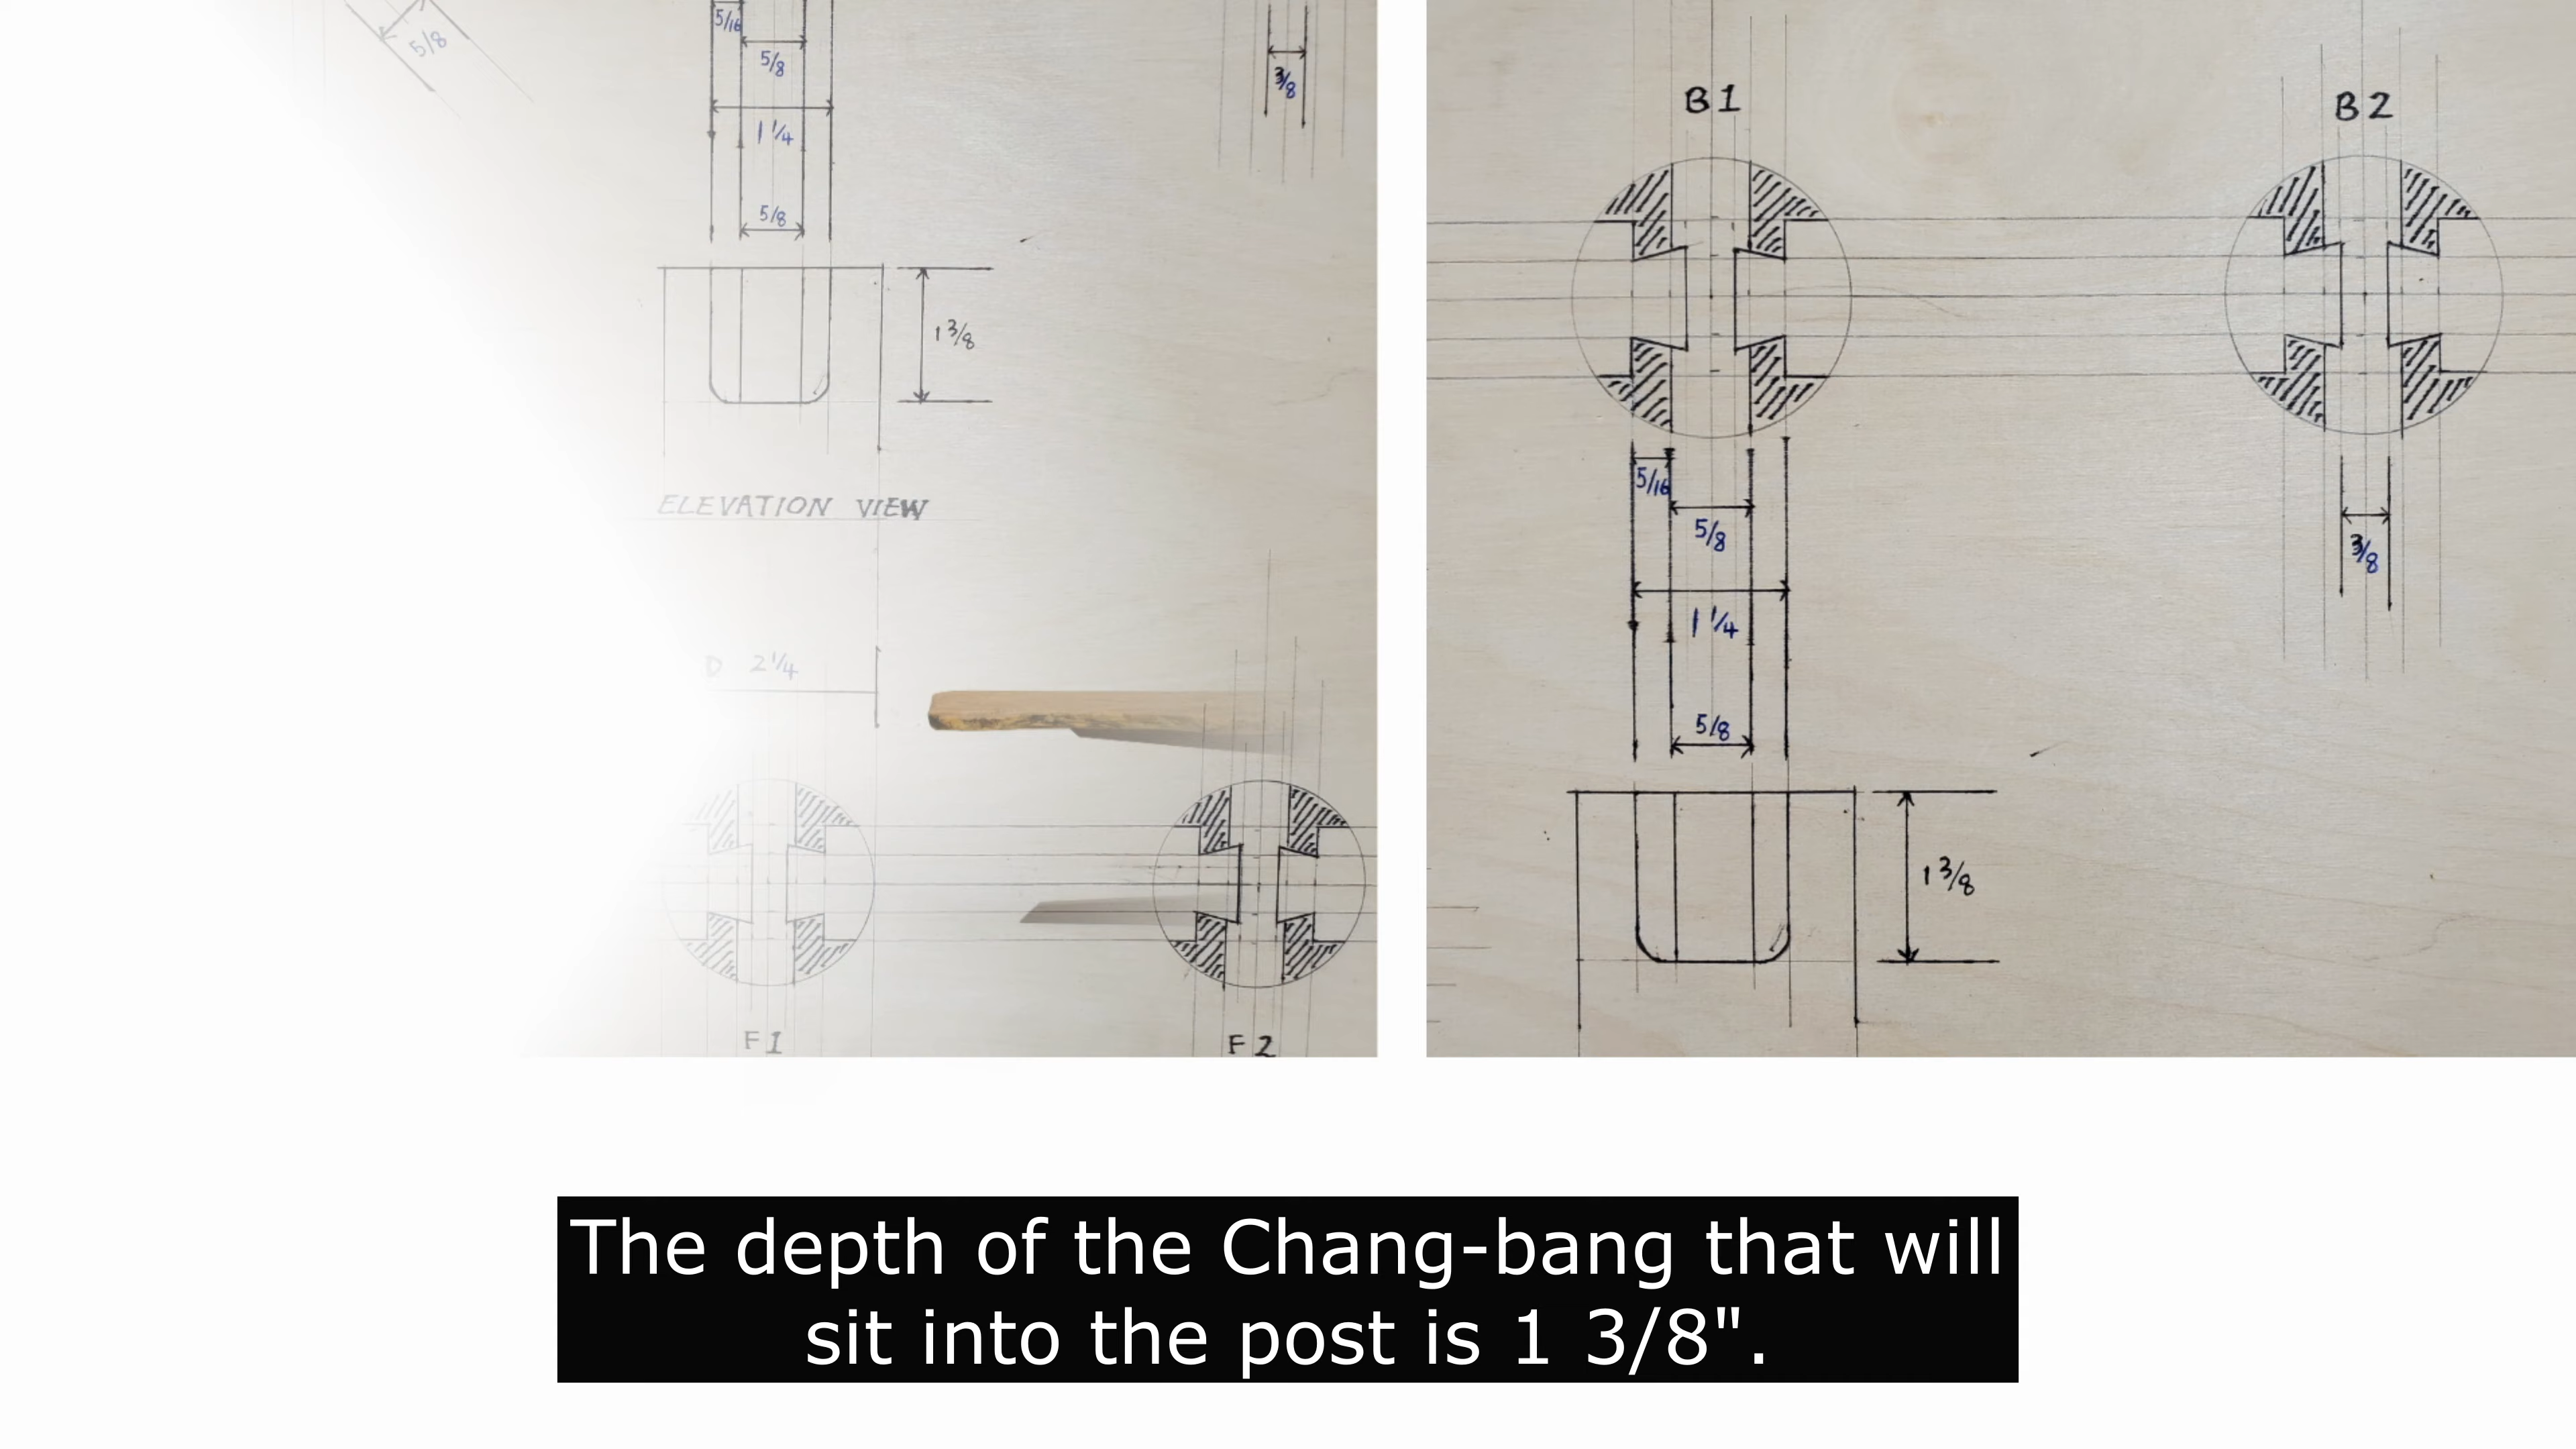 5/8
5/16
5/8
1 1/4
5/8
3/8
1 3/8
ELEVATION VIEW
D 2 1/4
F1
F2
B1
B2
5/16
5/8
1 1/4
5/8
3/8
1 3/8
The depth of the Chang-bang that will
sit into the post is 1 3/8".